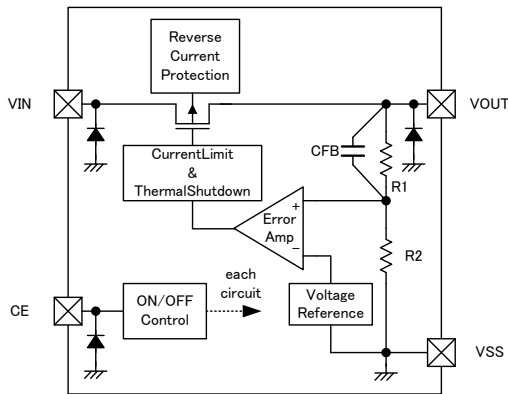 Reverse
Current
Protection
VIN
VOUT
CFB
R1
CurrentLimit
&
ThermalShutdown
+
Error
Amp
−
R2
each
circuit
CE
ON/OFF
Control
Voltage
Reference
VSS